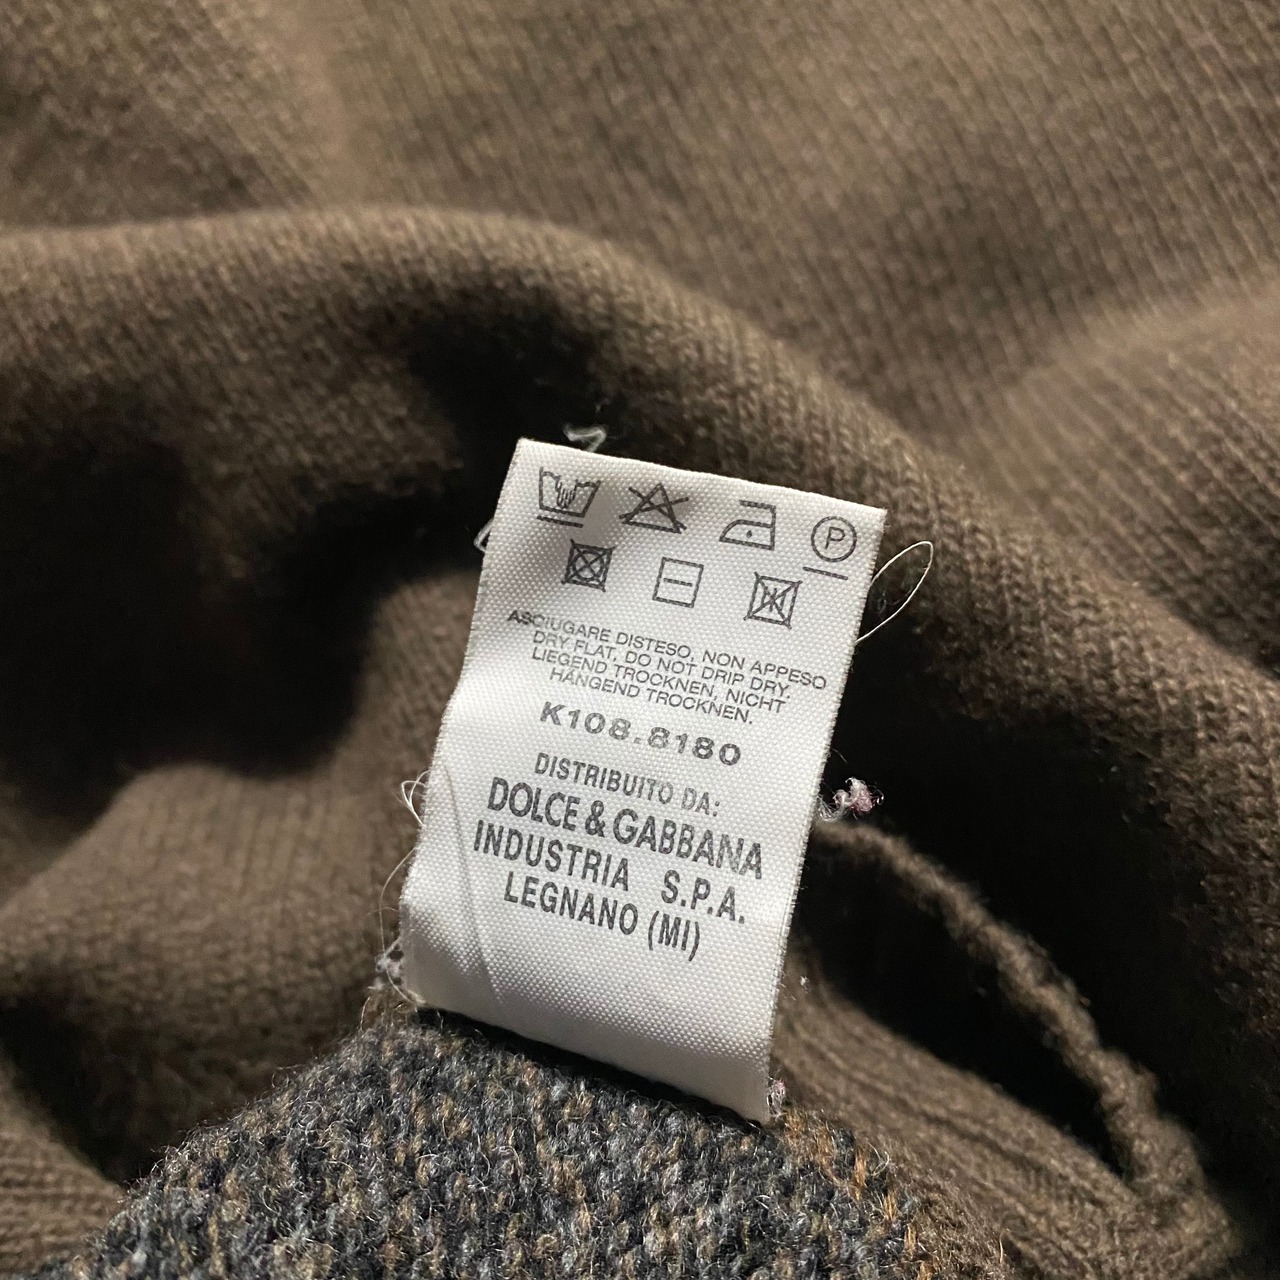 P
ASCIUGARE DISTESO, NON APPESO
DRY FLAT, DO NOT DRIP DRY.
LIEGEND TROCKNEN, NICHT
HÄNGEND TROCKNEN.
K108.8180
DISTRIBUITO DA:
DOLCE & GABBANA
INDUSTRIA S.P.A.
LEGNANO (MI)